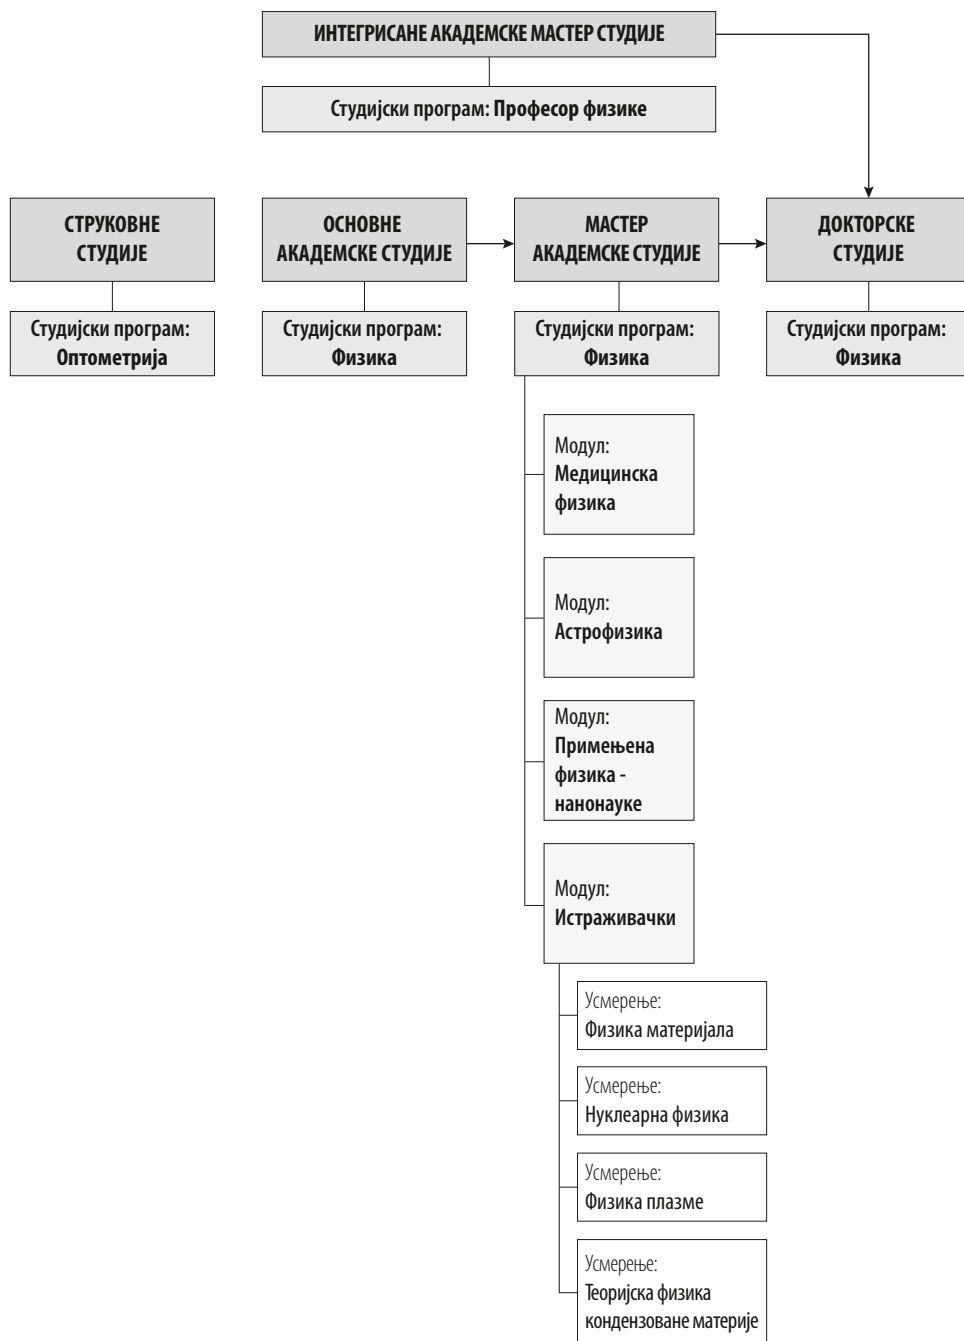 ИНТЕГРИСАНЕ АКАДЕМСКЕ МАСТЕР СТУДИЈЕ
Студијски програм: Професор физике
СТРУКОВНЕ
СТУДИЈЕ
ОСНОВНЕ
АКАДЕМСКЕ СТУДИЈЕ
МАСТЕР
АКАДЕМСКЕ СТУДИЈЕ
ДОКТОРСКЕ
СТУДИЈЕ
Студијски програм:
Оптометрија
Студијски програм:
Физика
Студијски програм:
Физика
Студијски програм:
Физика
Модул:
Медицинска
физика
Модул:
Астрофизика
Модул:
Примењена
физика -
нанонауке
Модул:
Истраживачки
Усмерење:
Физика материјала
Усмерење:
Нуклеарна физика
Усмерење:
Физика плазме
Усмерење:
Теоријска физика
кондензоване материје